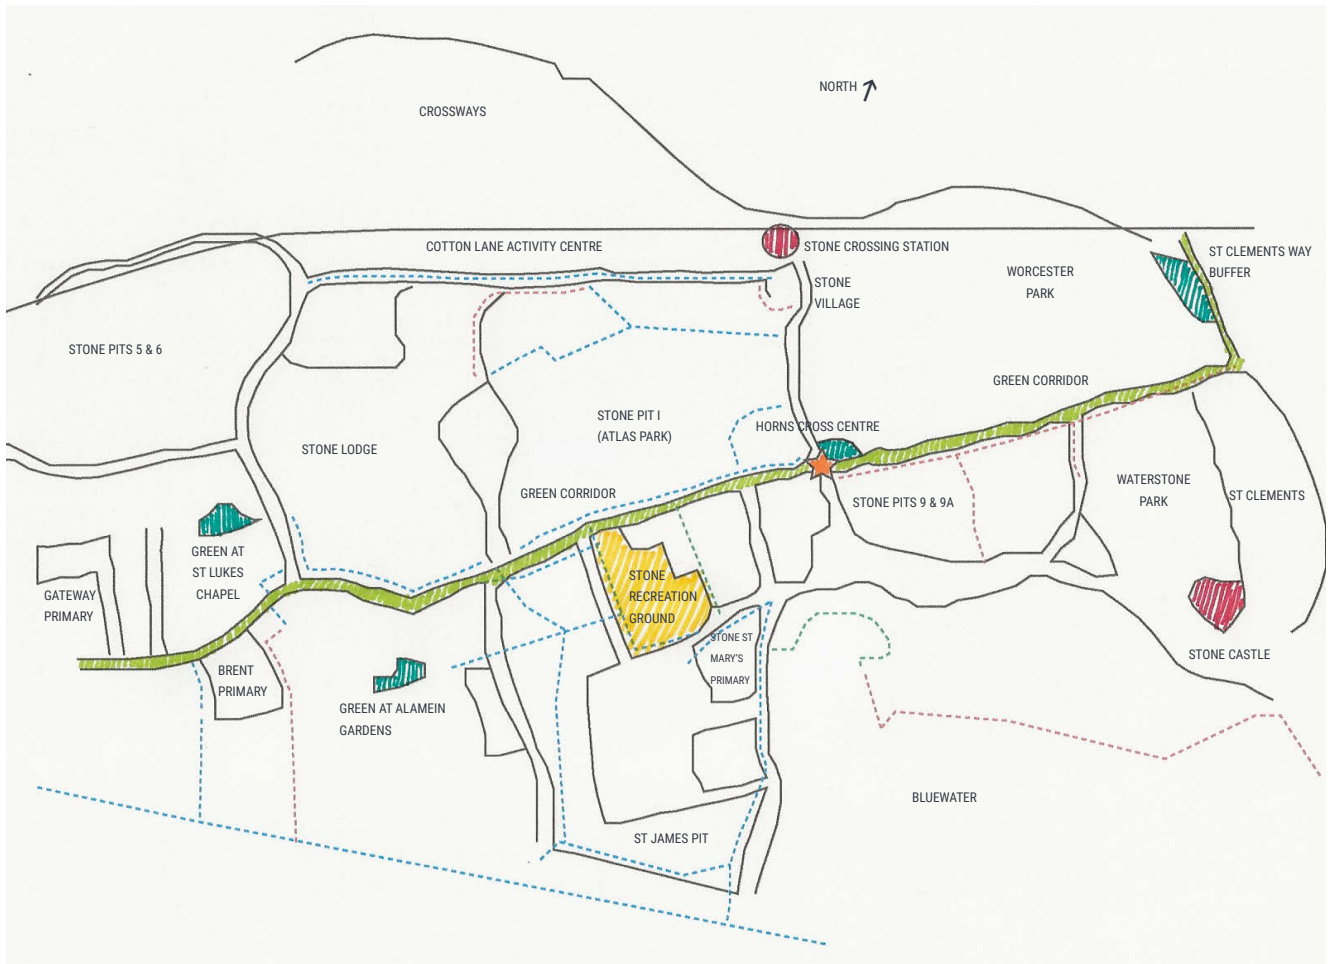 NORTH
CROSSWAYS
COTTON LANE ACTIVITY CENTRE
STONE CROSSING STATION
ST CLEMENTS WAY
BUFFER
WORCESTER
PARK
STONE
VILLAGE
STONE PITS 5 & 6
GREEN CORRIDOR
STONE PIT I
(ATLAS PARK)
HORNS CROSS CENTRE
STONE LODGE
WATERSTONE
PARK
GREEN CORRIDOR
STONE PITS 9 & 9A
ST CLEMENTS
GREEN AT
ST LUKES
CHAPEL
GATEWAY
PRIMARY
STONE
RECREATION
GROUND
STONE ST
MARY'S
PRIMARY
STONE CASTLE
BRENT
PRIMARY
GREEN AT ALAMEIN
GARDENS
BLUEWATER
ST JAMES PIT